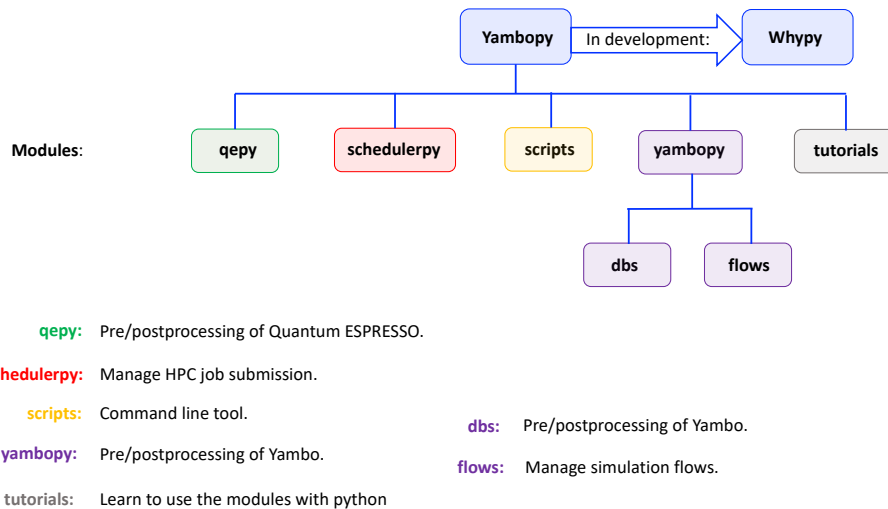 Yambopy In development: Whypy
Modules: qepy schedulerpy scripts yambopy tutorials
dbs flows
qepy: Pre/postprocessing of Quantum ESPRESSO.
hedulerpy: Manage HPC job submission.
scripts: Command line tool.
yambopy: Pre/postprocessing of Yambo.
tutorials: Learn to use the modules with python
dbs: Pre/postprocessing of Yambo.
flows: Manage simulation flows.